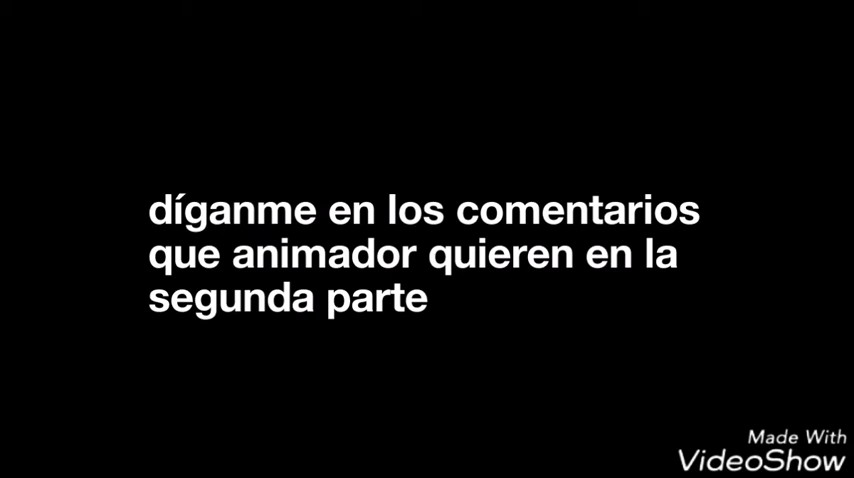 díganme en los comentarios
que animador quieren en la
segunda parte
Made With
VideoShow